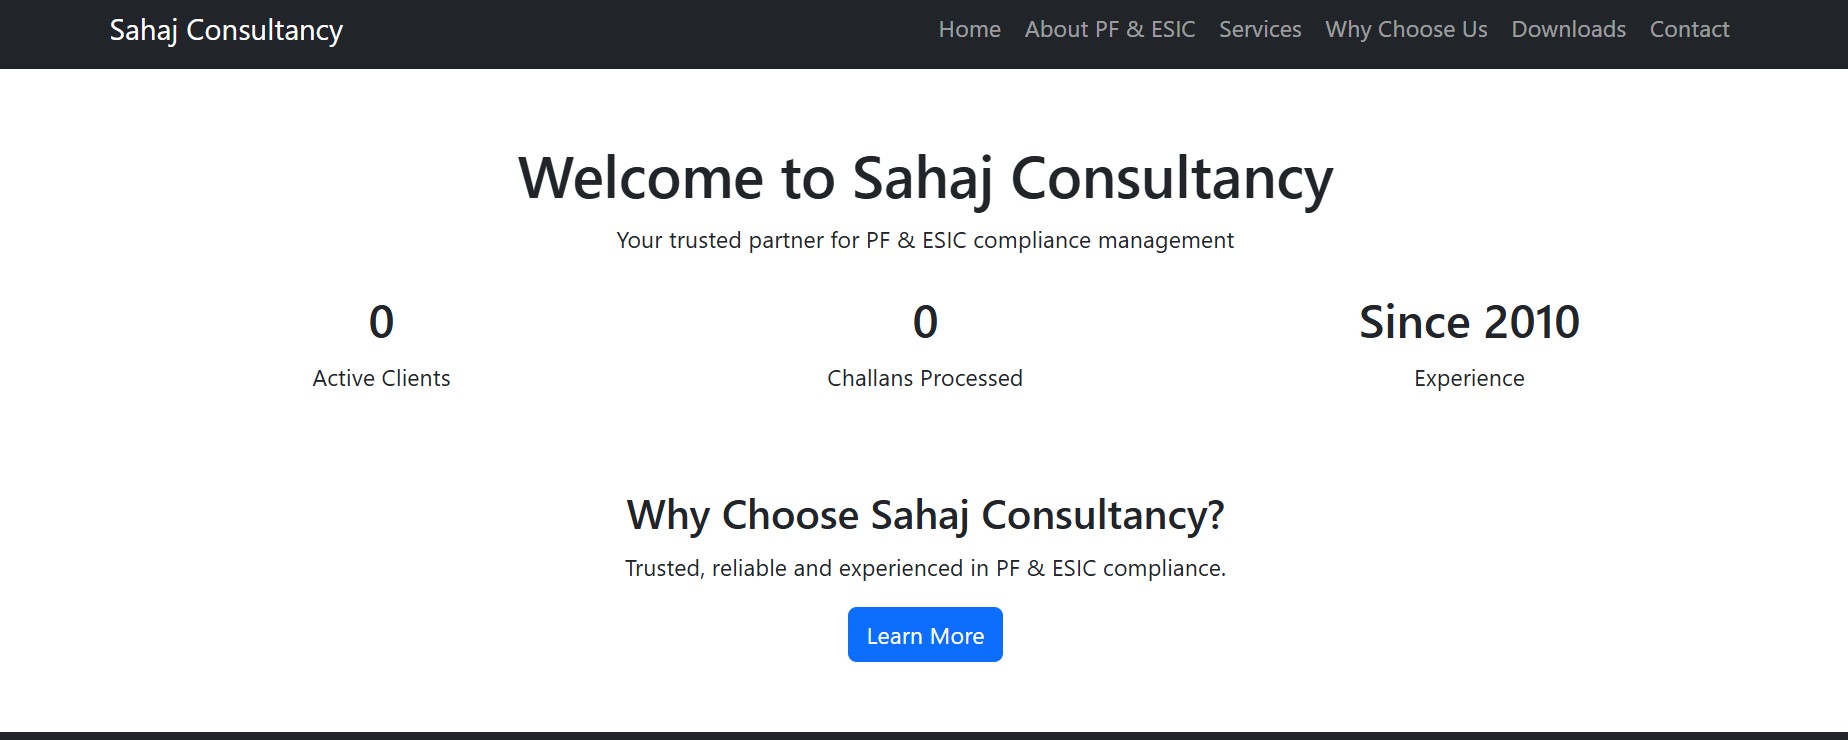 Sahaj Consultancy
Home About PF & ESIC Services Why Choose Us Downloads Contact
Welcome to Sahaj Consultancy
Your trusted partner for PF & ESIC compliance management
0
Active Clients
0
Challans Processed
Since 2010
Experience
Why Choose Sahaj Consultancy?
Trusted, reliable and experienced in PF & ESIC compliance.
Learn More